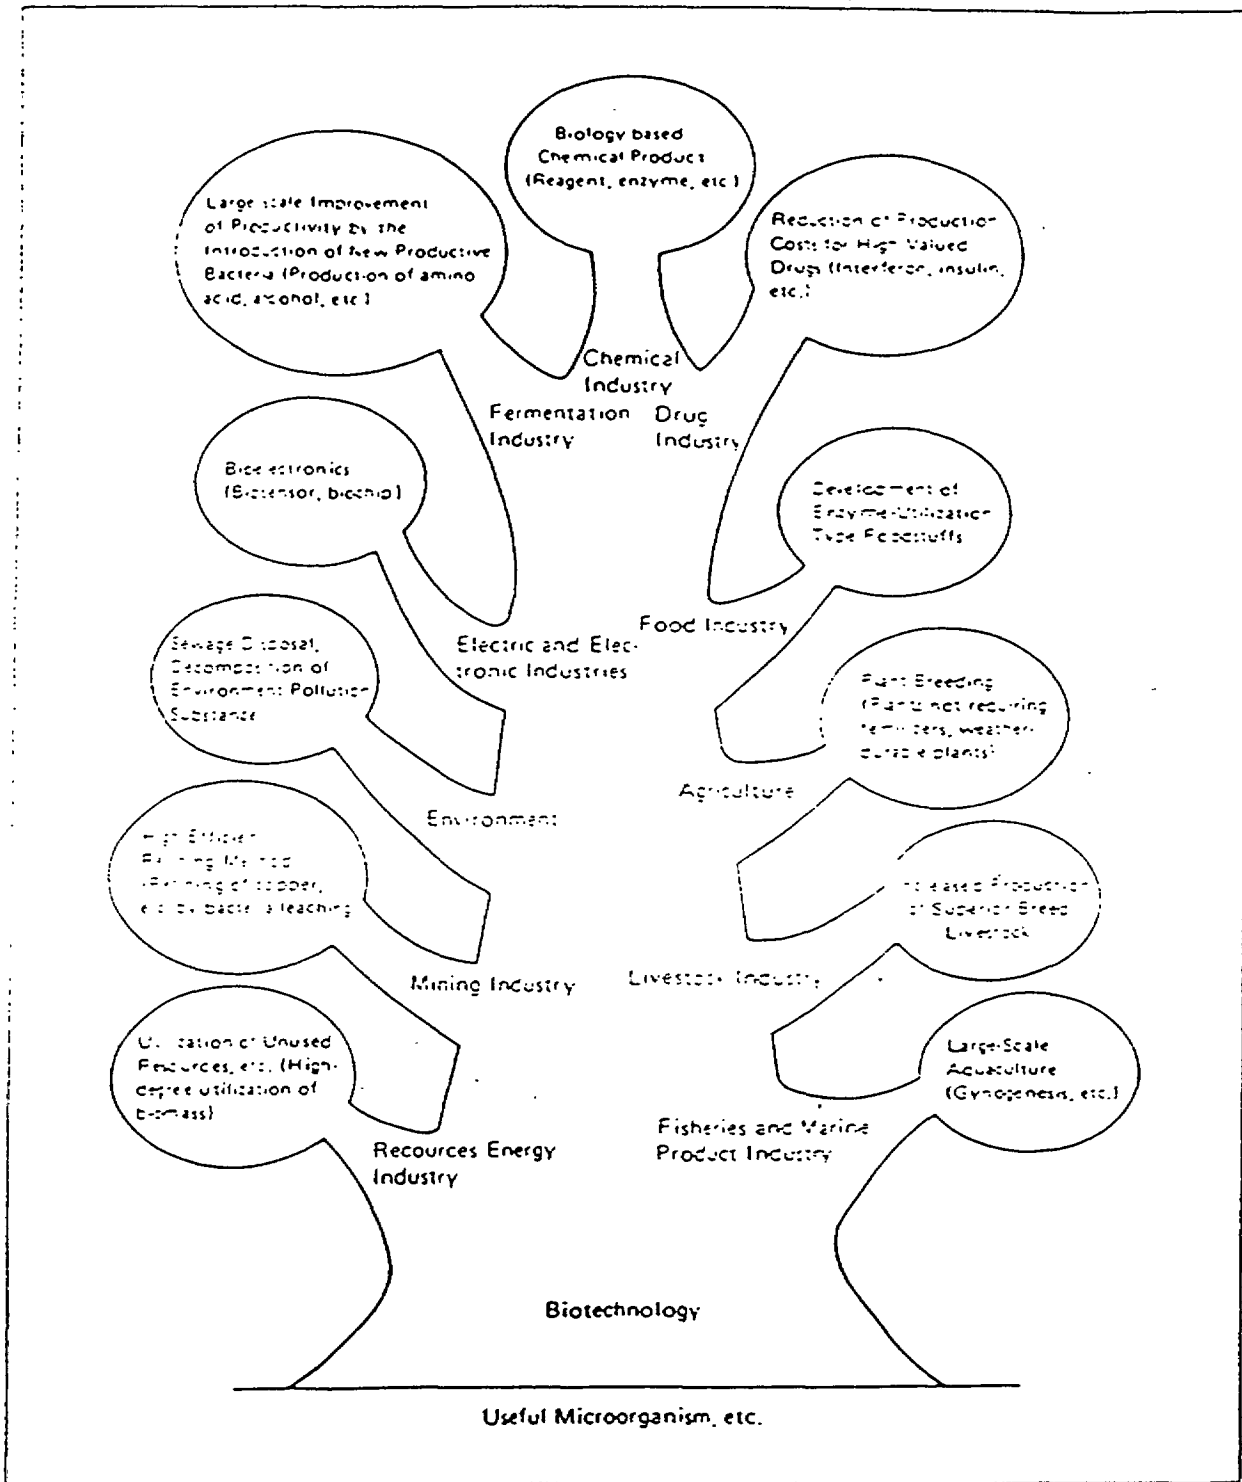 Biology based
Chemical Product
(Reagent, enzyme, etc.)
Large scale Improvement
of Productivity by the
Introduction of New Productive
Bacteria (Production of amino
acid, alcohol, etc.)
Reduction of Production
Costs for High Valued
Drugs (Interferon, insulin,
etc.)
Chemical
Industry
Fermentation
Industry
Drug
Industry
Bioelectronics
(Biosensor, biochip)
Development of
Enzyme-Utilization
Type Foodstuffs
Food Industry
Electric and Elec-
tronic Industries
Sewage Disposal,
Decomposition of
Environment Pollution
Substance
Plant Breeding
(Plants not requiring
fertilizers, weather-
durable plants)
Agriculture
Environment
High Efficient
Refining Method
(Refining of copper,
etc. by bacteria leaching
Increased Production
of Superior Breed
Livestock
Mining Industry
Livestock Industry
Utilization of Unused
Resources, etc. (High-
degree utilization of
biomass)
Large-Scale
Aquaculture
(Gynogenesis, etc.)
Recources Energy
Industry
Fisheries and Marine
Product Industry
Biotechnology
Useful Microorganism, etc.